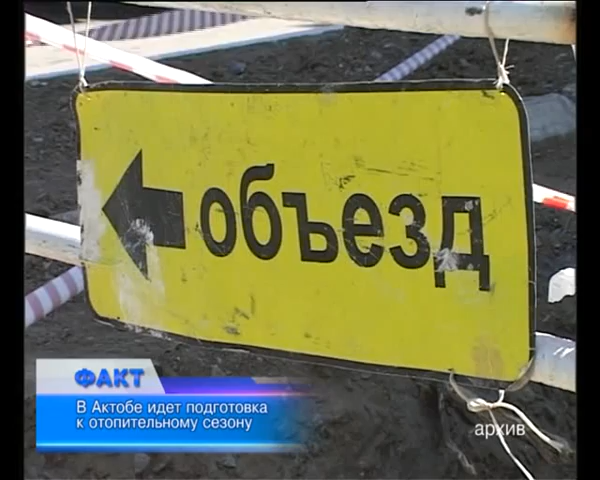 объезд
ФАКТ
В Актобе идет подготовка
к отопительному сезону
архив